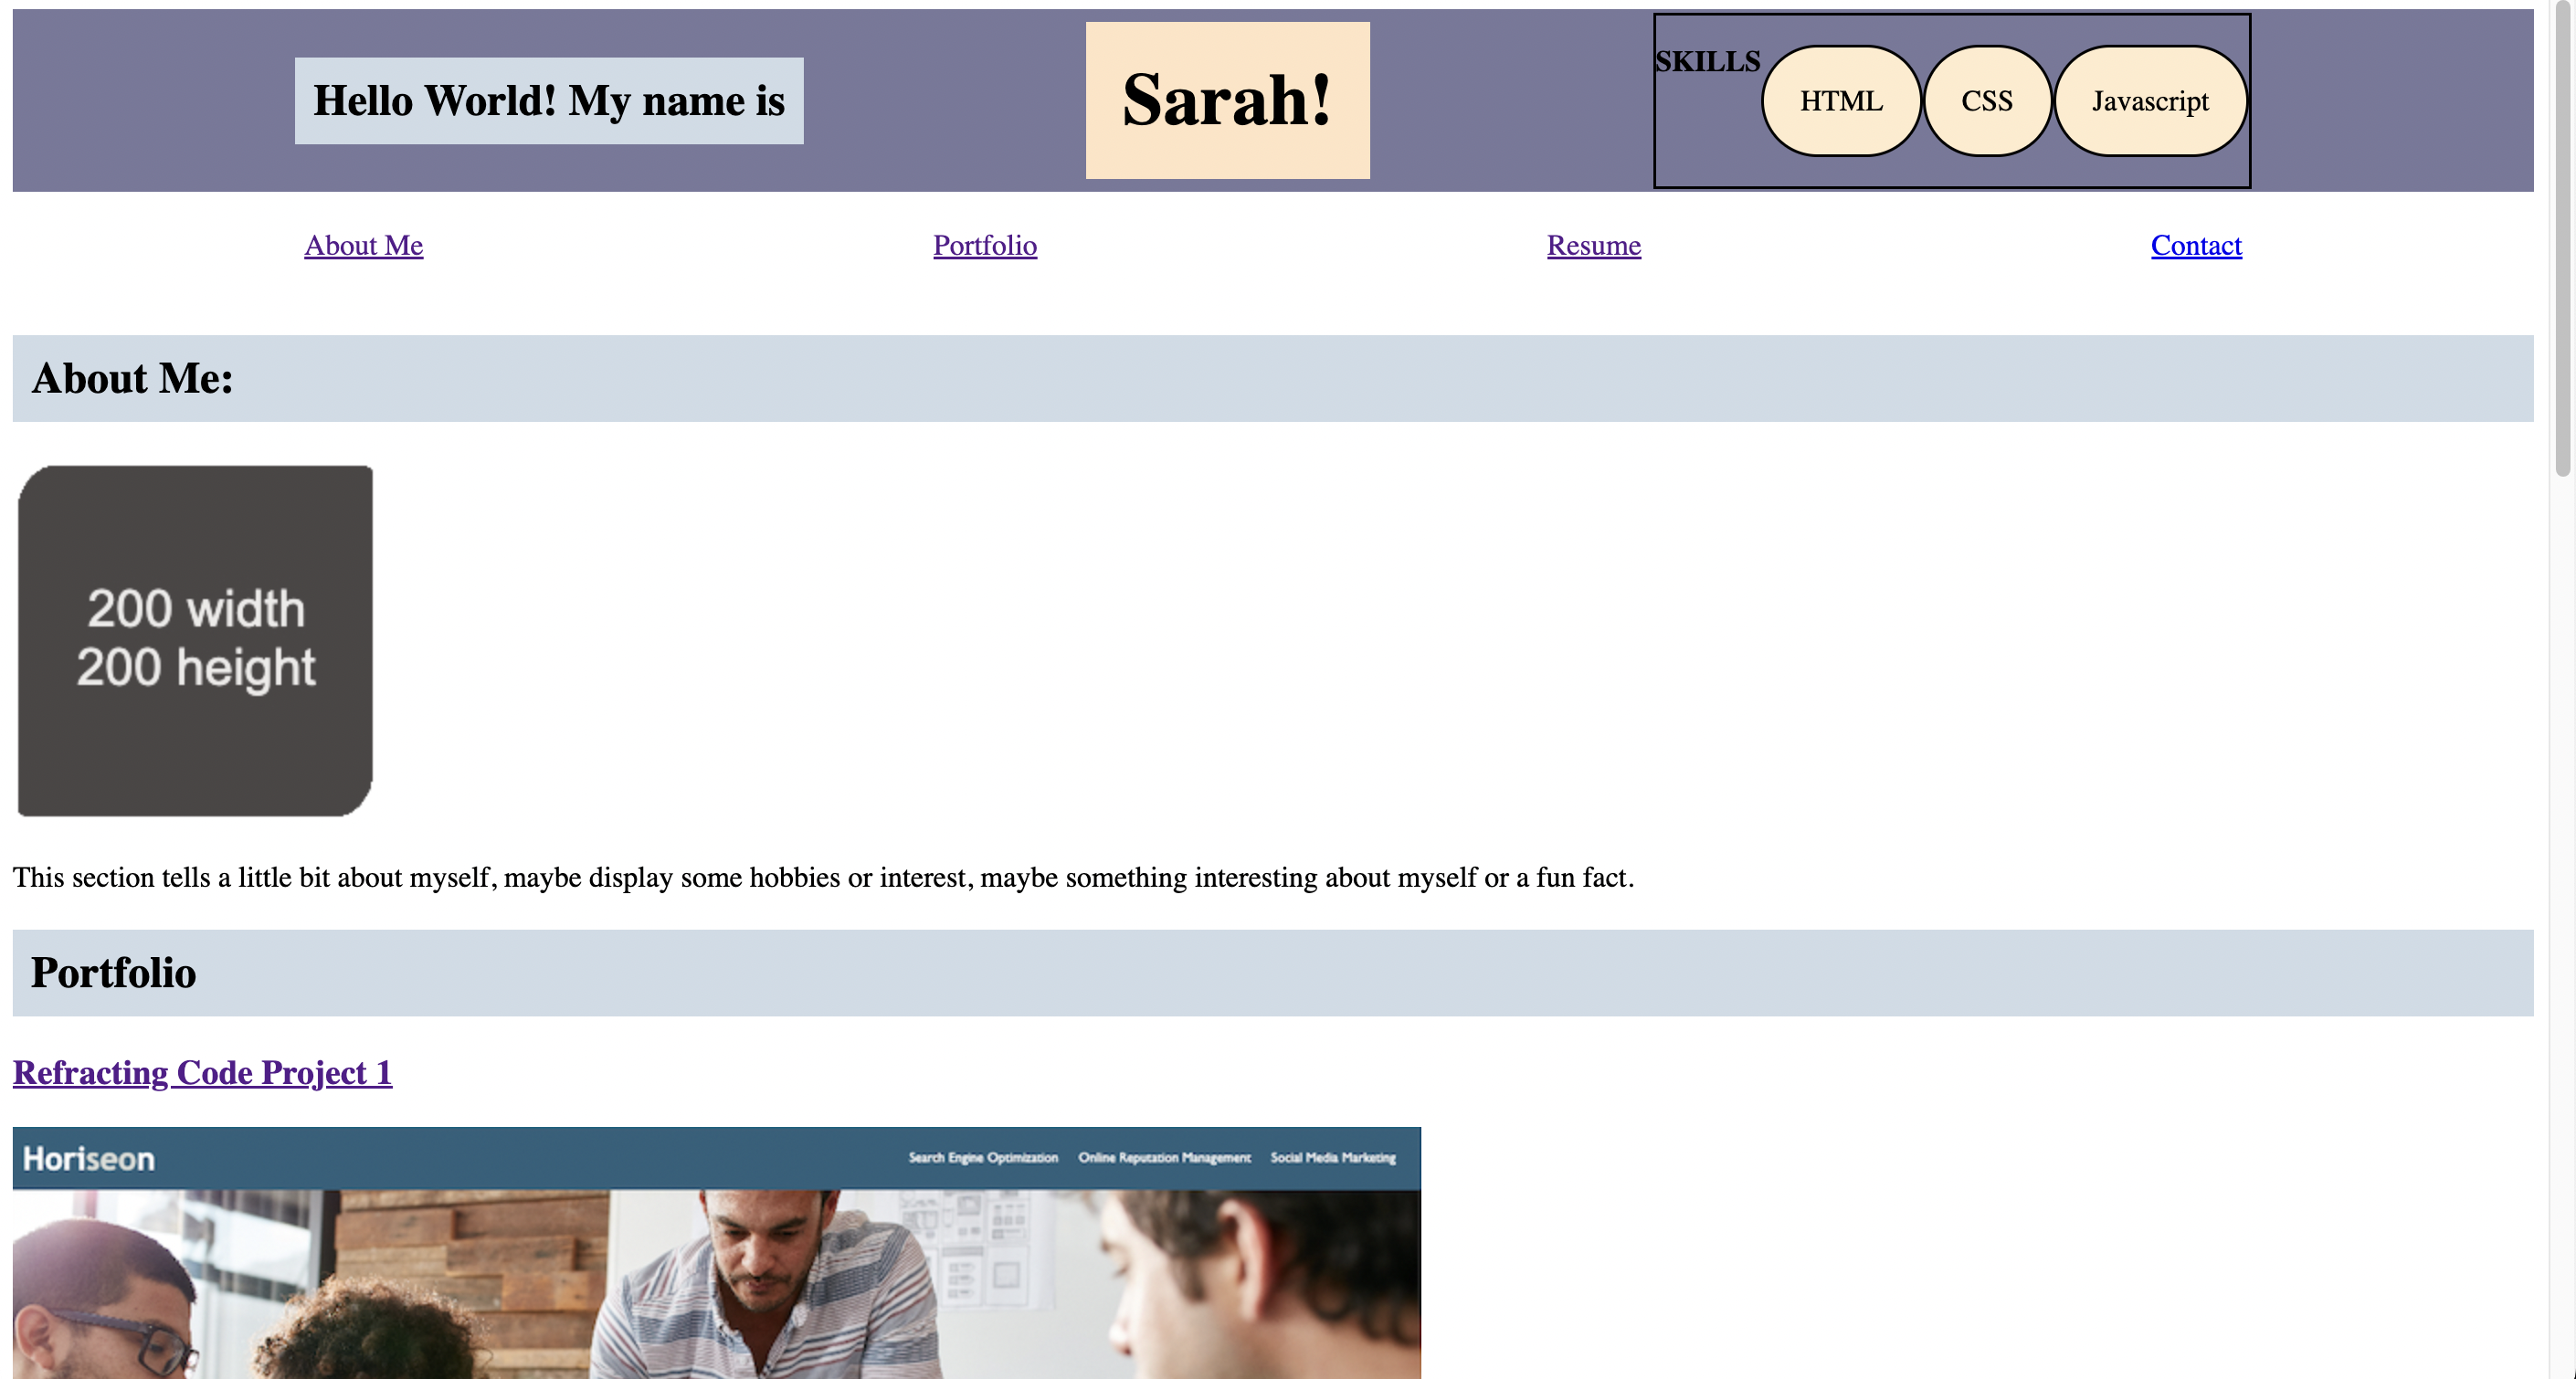 Hello World! My name is
Sarah!
SKILLS
HTML
CSS
Javascript
About Me
Portfolio
Resume
Contact
About Me:
200 width
200 height
This section tells a little bit about myself, maybe display some hobbies or interest, maybe something interesting about myself or a fun fact.
Portfolio
Refracting Code Project 1
Horiseon
Search Engine Optimization
Online Reputation Management
Social Media Marketing